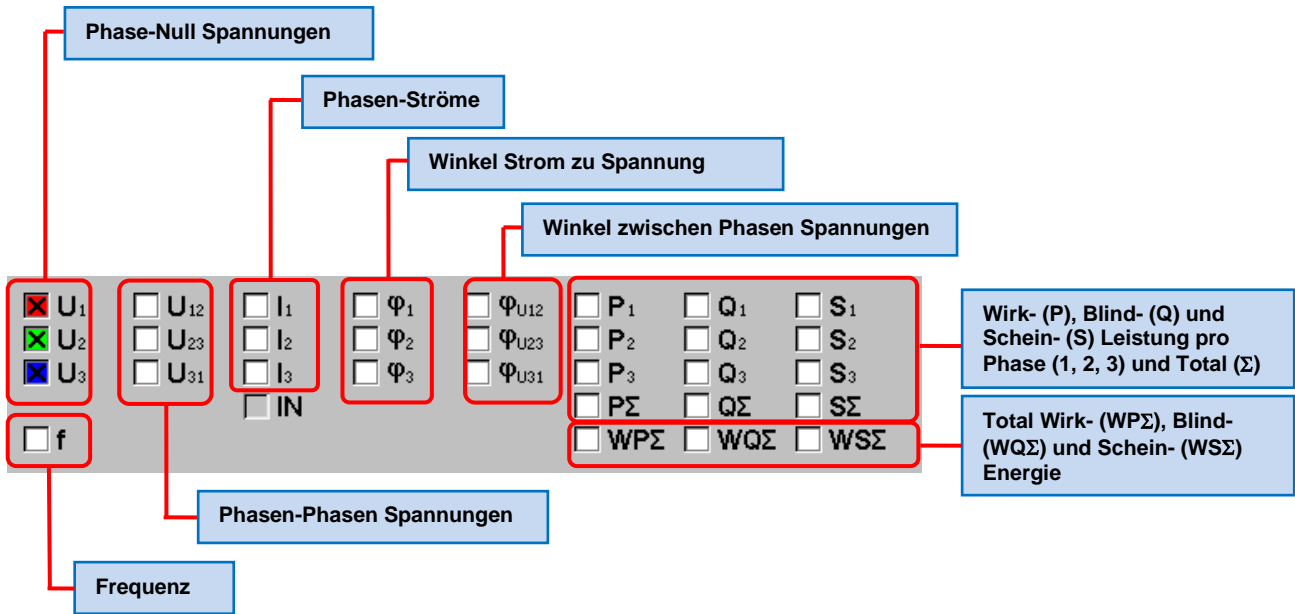 Phase-Null Spannungen
Phasen-Ströme
Winkel Strom zu Spannung
Winkel zwischen Phasen Spannungen
U1 U12 I1 φ1 φU12 P1 Q1 S1
U2 U23 I2 φ2 φU23 P2 Q2 S2
U3 U31 I3 φ3 φU31 P3 Q3 S3
IN PΣ QΣ SΣ
f WPΣ WQΣ WSΣ
Wirk- (P), Blind- (Q) und
Schein- (S) Leistung pro
Phase (1, 2, 3) und Total (Σ)
Total Wirk- (WPΣ), Blind-
(WQΣ) und Schein- (WSΣ)
Energie
Phasen-Phasen Spannungen
Frequenz